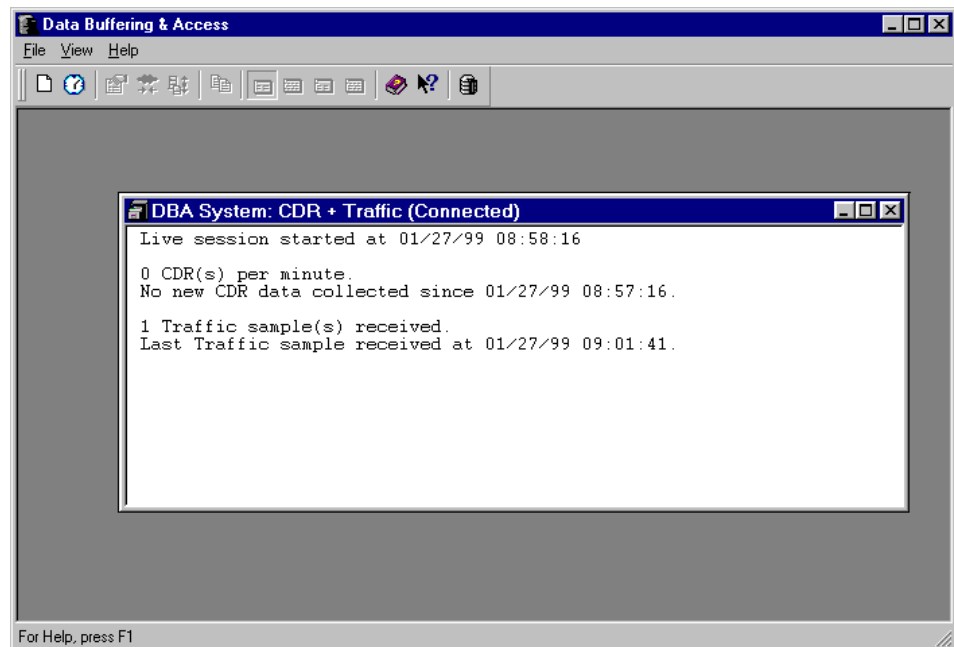 Data Buffering & Access
File View Help
DBA System: CDR + Traffic (Connected)
Live session started at 01/27/99 08:58:16
0 CDR(s) per minute.
No new CDR data collected since 01/27/99 08:57:16.
1 Traffic sample(s) received.
Last Traffic sample received at 01/27/99 09:01:41.
For Help, press F1